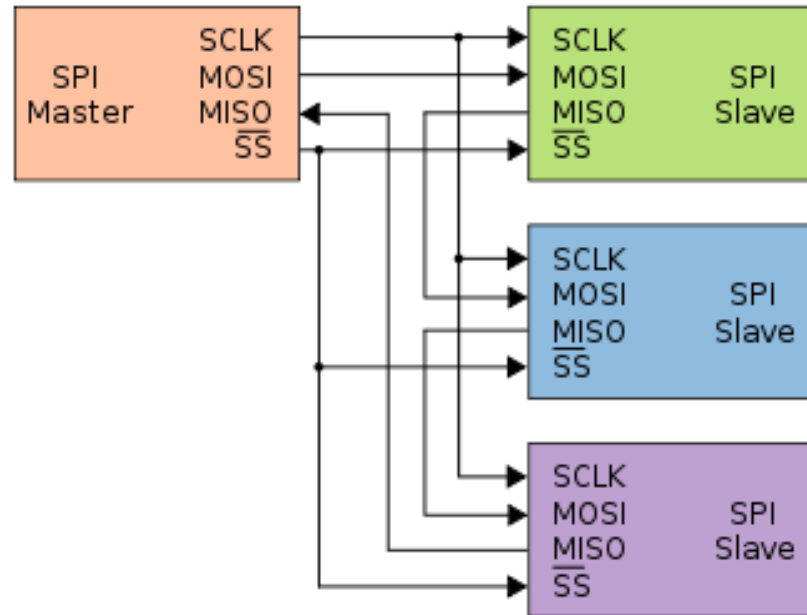 SPI
Master
SCLK
MOSI
MISO
SS
SCLK
MOSI
MISO
SS
SPI
Slave
SCLK
MOSI
MISO
SS
SPI
Slave
SCLK
MOSI
MISO
SS
SPI
Slave